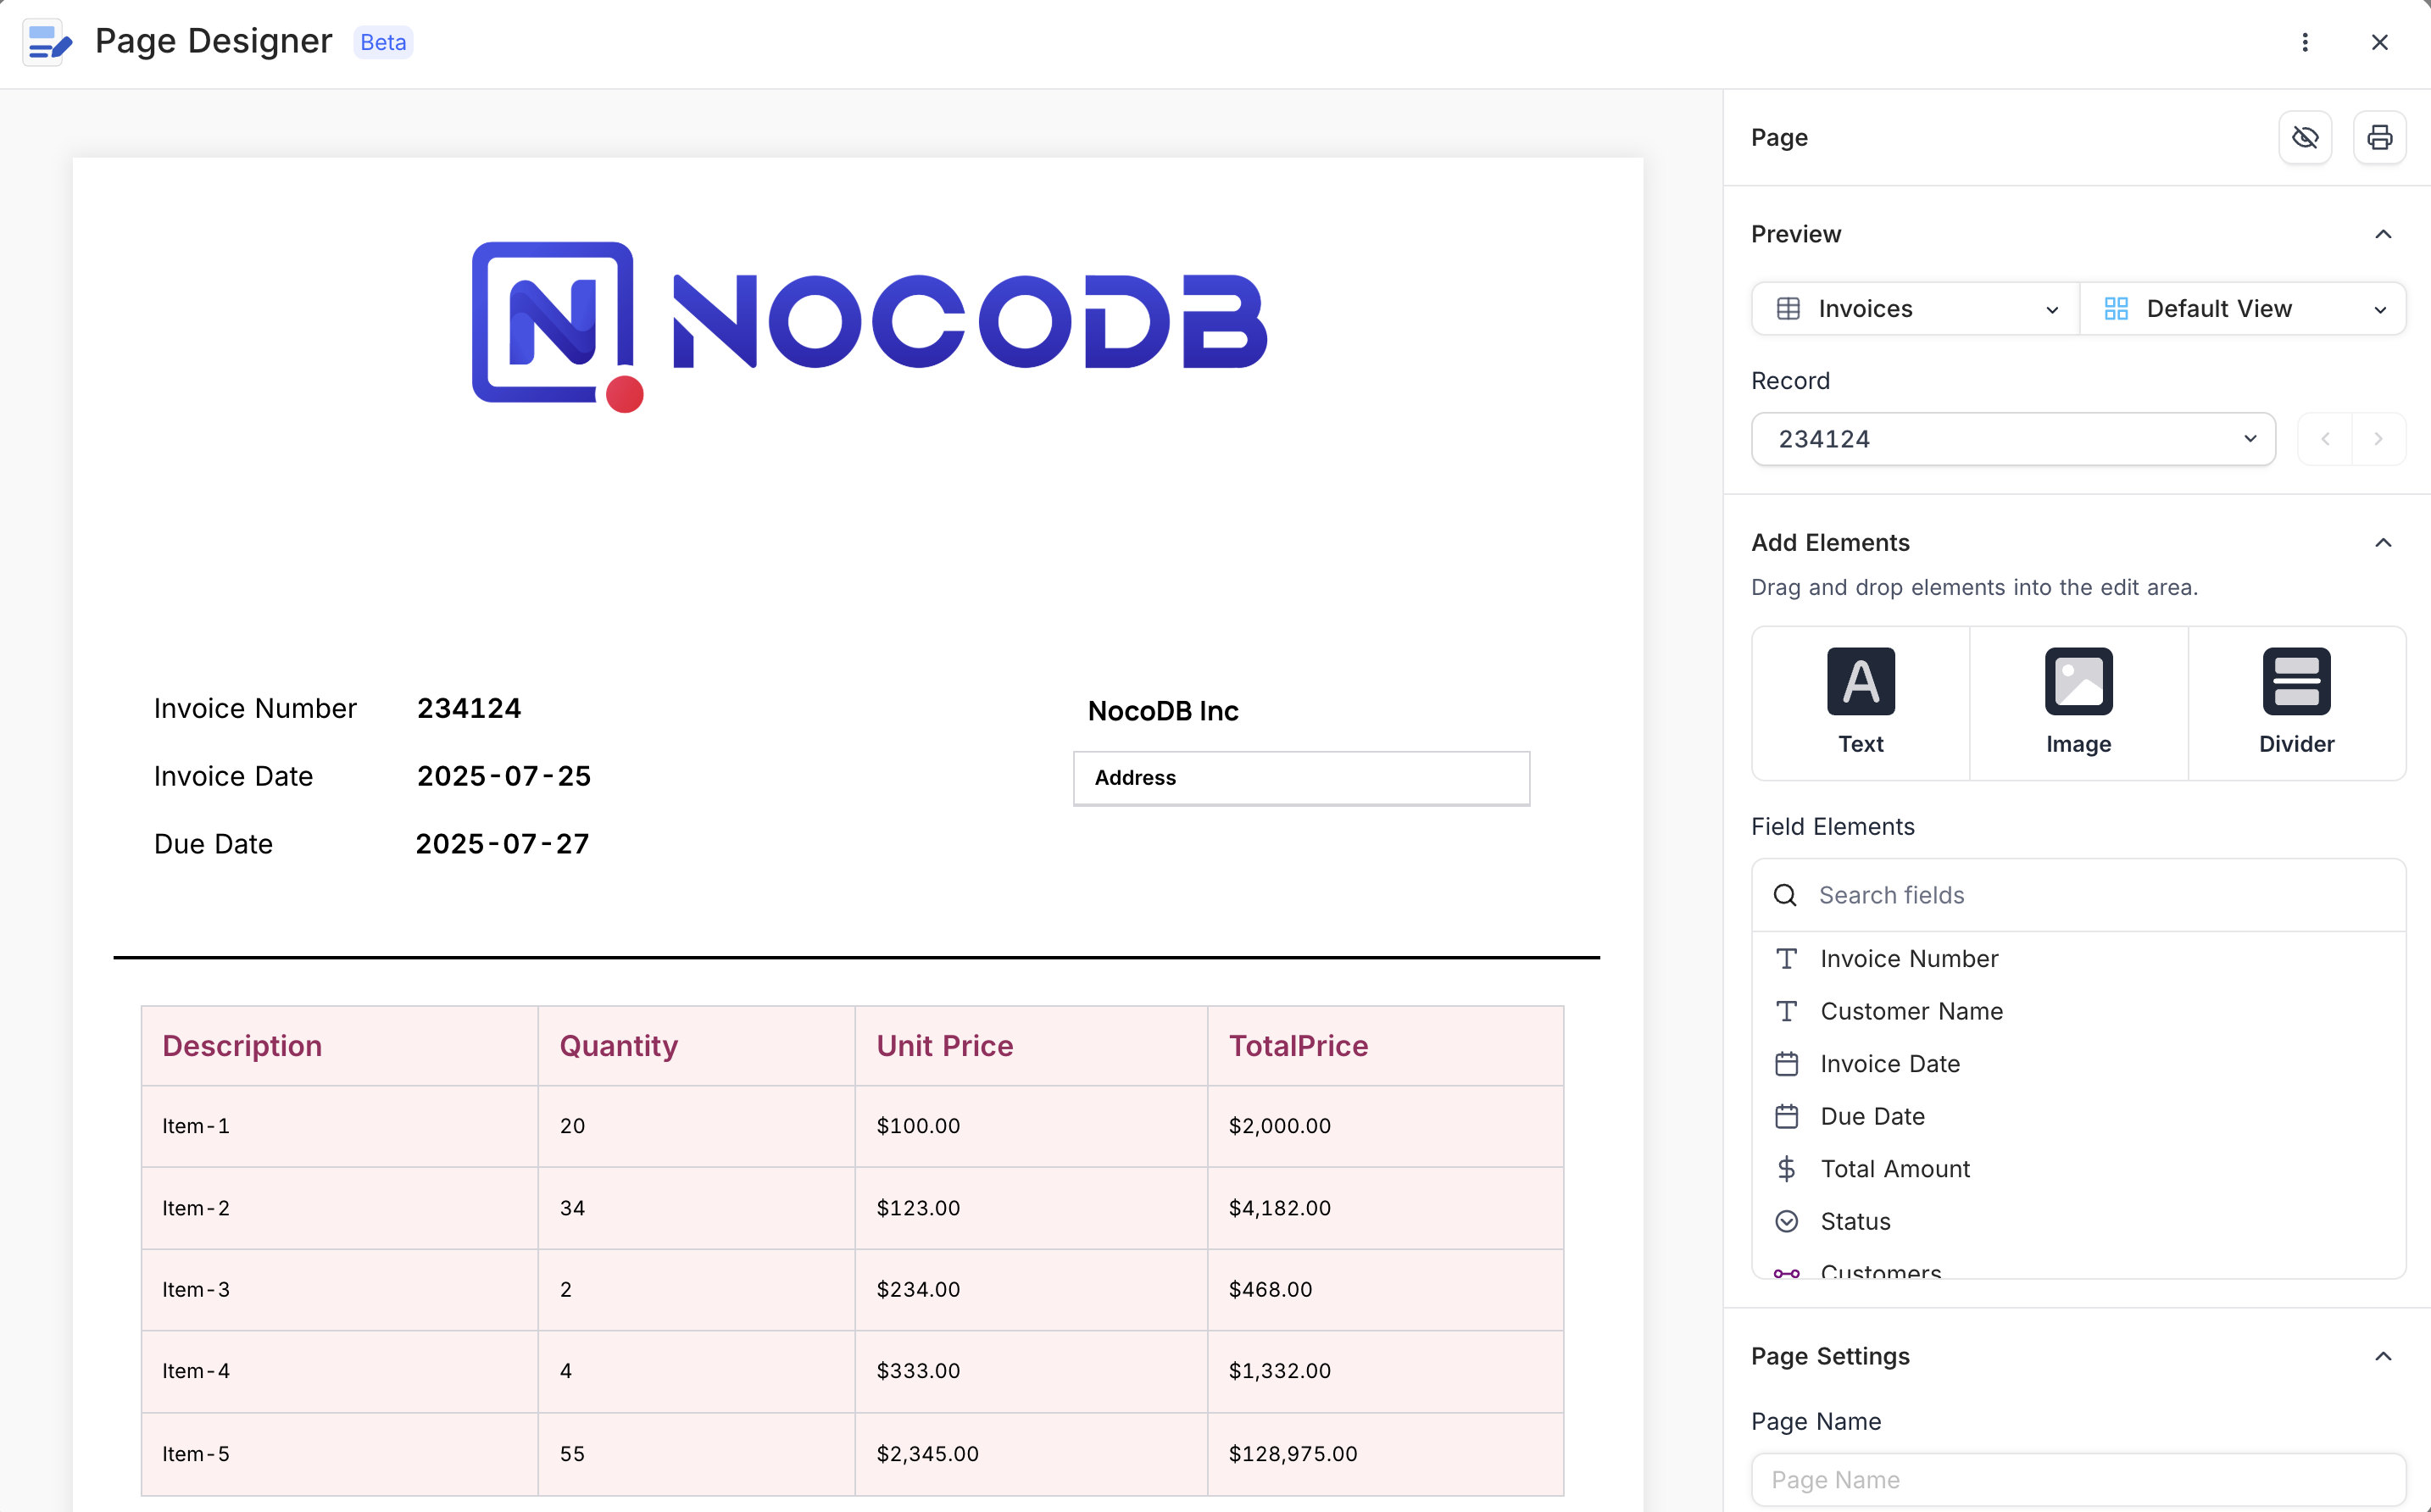 Page Designer Beta
Page
Preview
Invoices Default View
Record
234124
Add Elements
Drag and drop elements into the edit area.
Text Image Divider
Field Elements
Search fields
Invoice Number
Customer Name
Invoice Date
Due Date
Total Amount
Status
Customers
Page Settings
Page Name
Page Name
N NOCODB
Invoice Number 234124
Invoice Date 2025-07-25
Due Date 2025-07-27
NocoDB Inc
Address
Description Quantity Unit Price TotalPrice
Item-1 20 $100.00 $2,000.00
Item-2 34 $123.00 $4,182.00
Item-3 2 $234.00 $468.00
Item-4 4 $333.00 $1,332.00
Item-5 55 $2,345.00 $128,975.00